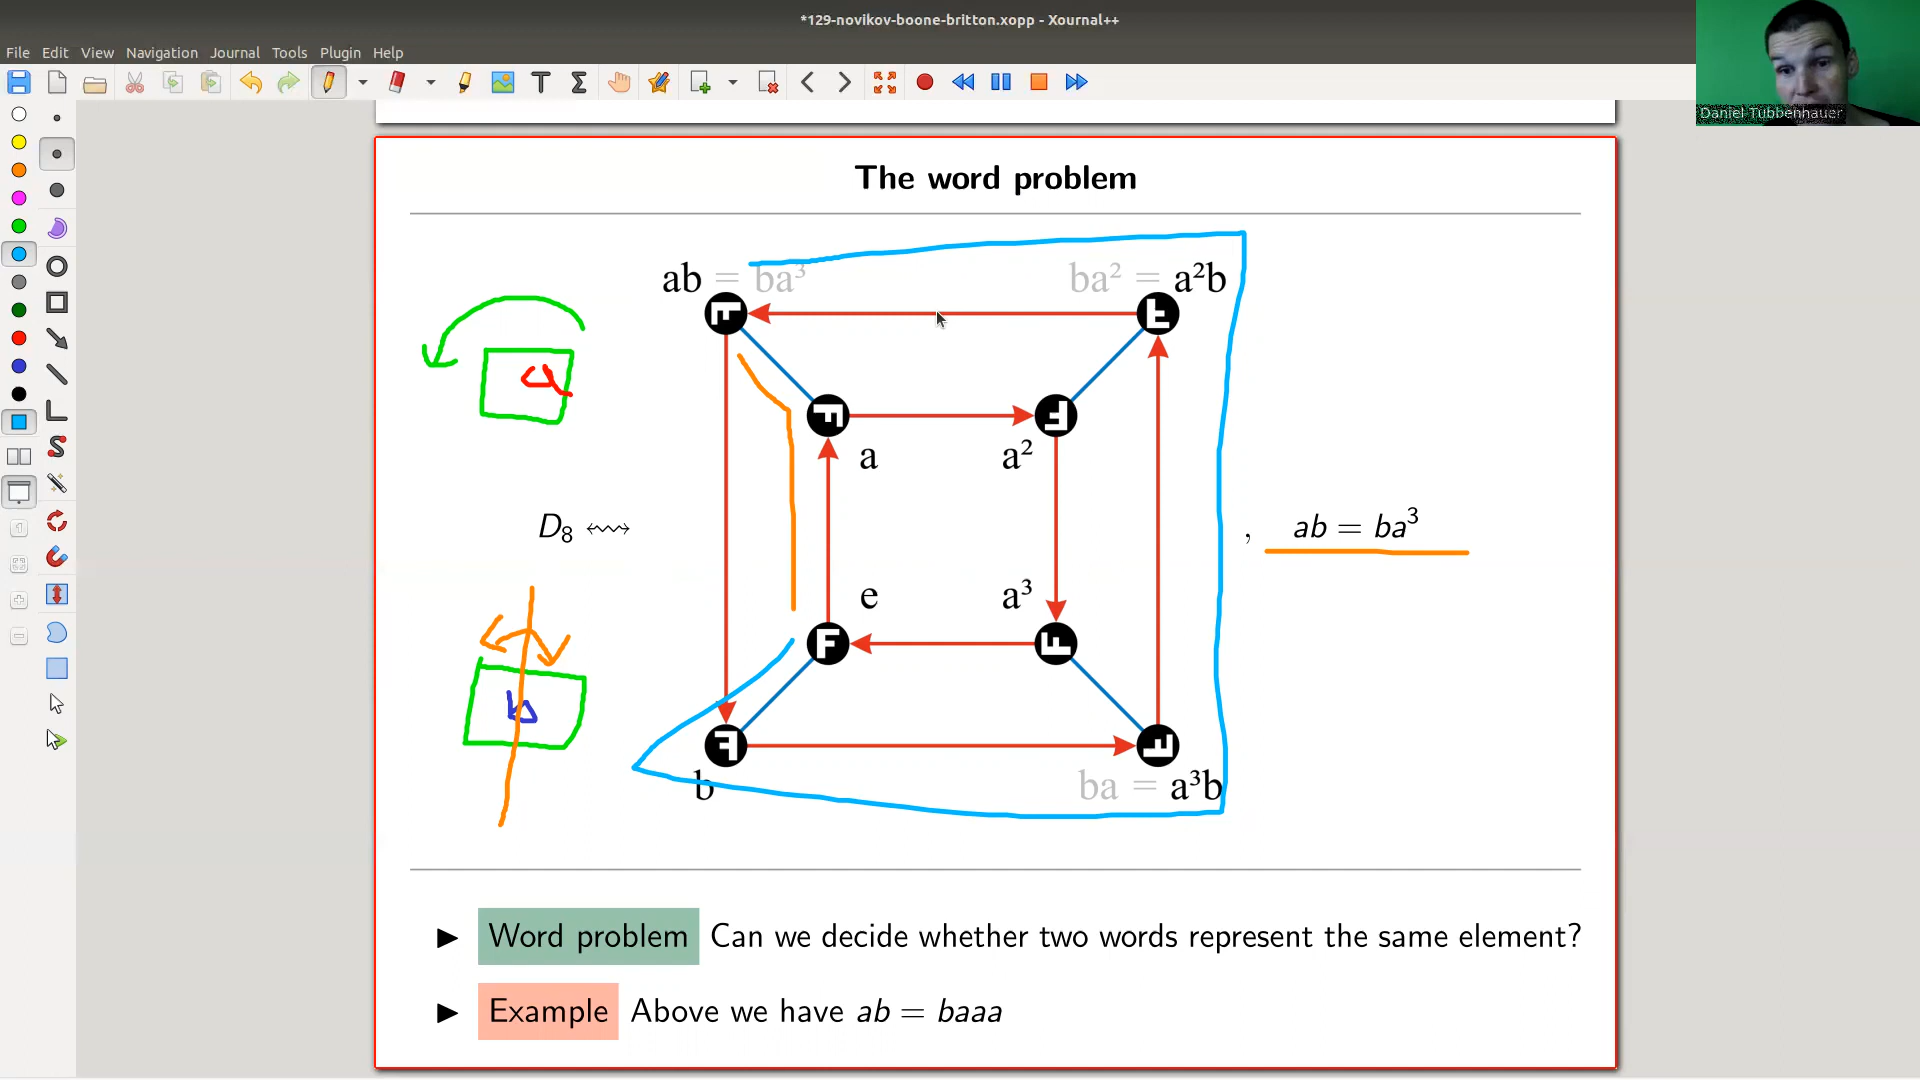 *129-novikov-boone-britton.xopp - Xournal++
File Edit View Navigation Journal Tools Plugin Help
Daniel Tubbenhauer
The word problem
ab = ba³
ba² = a²b
a
a²
a
D₈ ↭
, ab = ba³
e
a³
b
b
ba = a³b
▶ Word problem Can we decide whether two words represent the same element?
▶ Example Above we have ab = baaa